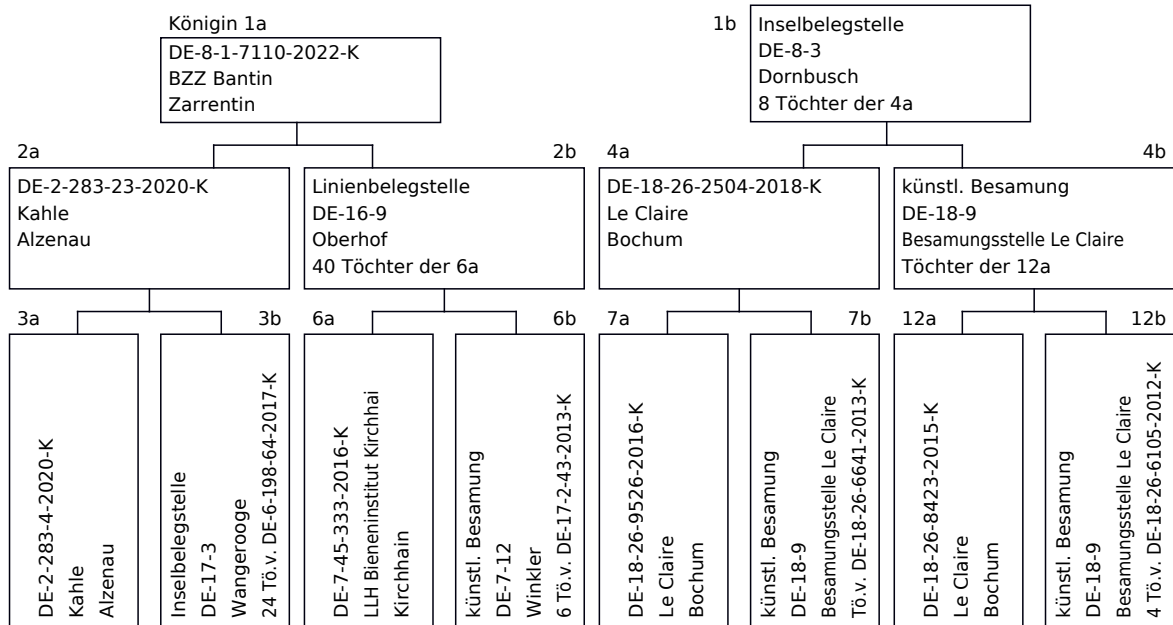 Königin 1a
DE-8-1-7110-2022-K
BZZ Bantin
Zarrentin
1b
Inselbelegstelle
DE-8-3
Dornbusch
8 Töchter der 4a
2a
DE-2-283-23-2020-K
Kahle
Alzenau
2b
Linienbelegstelle
DE-16-9
Oberhof
40 Töchter der 6a
4a
DE-18-26-2504-2018-K
Le Claire
Bochum
4b
künstl. Besamung
DE-18-9
Besamungsstelle Le Claire
Töchter der 12a
3a
DE-2-283-4-2020-K
Kahle
Alzenau
3b
Inselbelegstelle
DE-17-3
Wangerooge
24 Tö.v. DE-6-198-64-2017-K
6a
DE-7-45-333-2016-K
LLH Bieneninstitut Kirchhai
Kirchhain
6b
künstl. Besamung
DE-7-12
Winkler
6 Tö.v. DE-17-2-43-2013-K
7a
DE-18-26-9526-2016-K
Le Claire
Bochum
7b
künstl. Besamung
DE-18-9
Besamungsstelle Le Claire
Tö.v. DE-18-26-6641-2013-K
12a
DE-18-26-8423-2015-K
Le Claire
Bochum
12b
künstl. Besamung
DE-18-9
Besamungsstelle Le Claire
4 Tö.v. DE-18-26-6105-2012-K